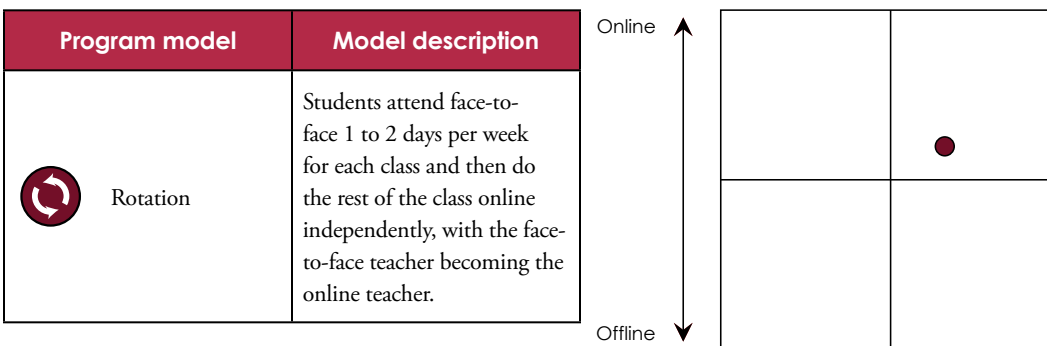 Program model
Model description
Rotation
Students attend face-to-
face 1 to 2 days per week
for each class and then do
the rest of the class online
independently, with the face-
to-face teacher becoming the
online teacher.
Online
Offline